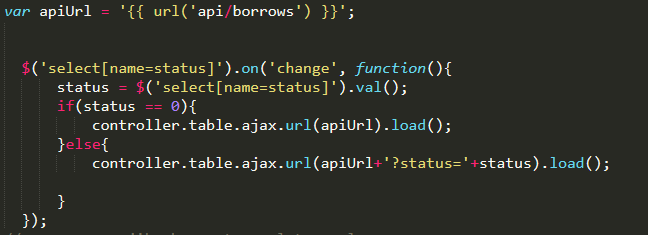 var apiUrl = '{{ url('api/borrows') }}';
$('select[name=status]').on('change', function(){
status = $('select[name=status]').val();
if(status == 0){
controller.table.ajax.url(apiUrl).load();
}else{
controller.table.ajax.url(apiUrl+'?status='+status).load();
}
});